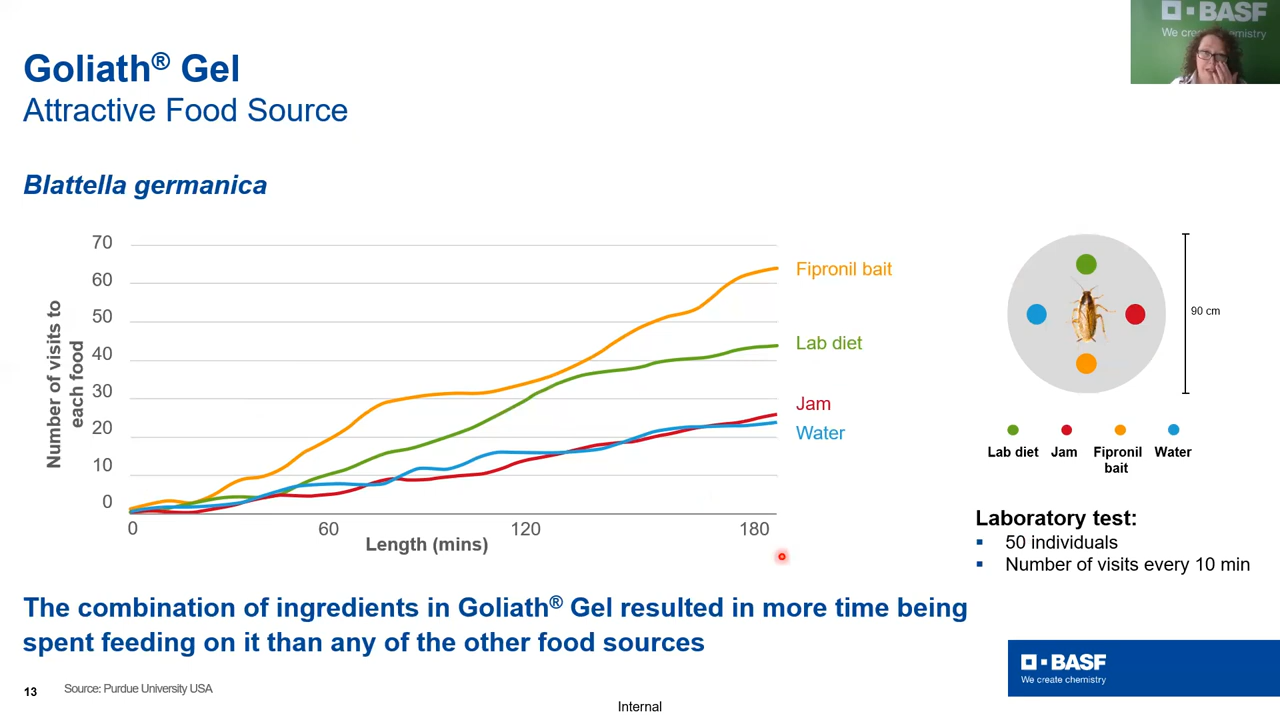 BASF
We create chemistry
Goliath® Gel
Attractive Food Source
Blattella germanica
Number of visits to
each food
70
60
50
40
30
20
10
0
0
60
120
180
Length (mins)
Fipronil bait
Lab diet
Jam
Water
90 cm
Lab diet
Jam
Fipronil
bait
Water
Laboratory test:
50 individuals
Number of visits every 10 min
The combination of ingredients in Goliath® Gel resulted in more time being
spent feeding on it than any of the other food sources
BASF
We create chemistry
13
Source: Purdue University USA
Internal